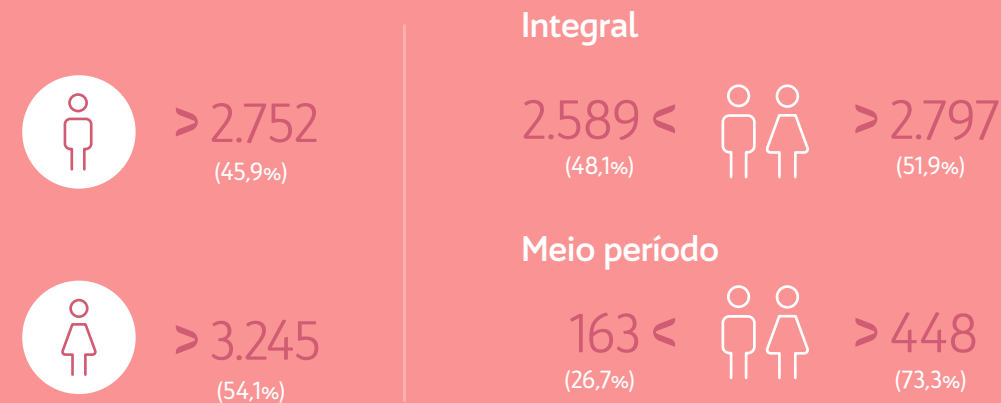 > 2.752
(45,9%)
> 3.245
(54,1%)
Integral
2.589 < > 2.797
(48,1%) (51,9%)
Meio período
163 < > 448
(26,7%) (73,3%)